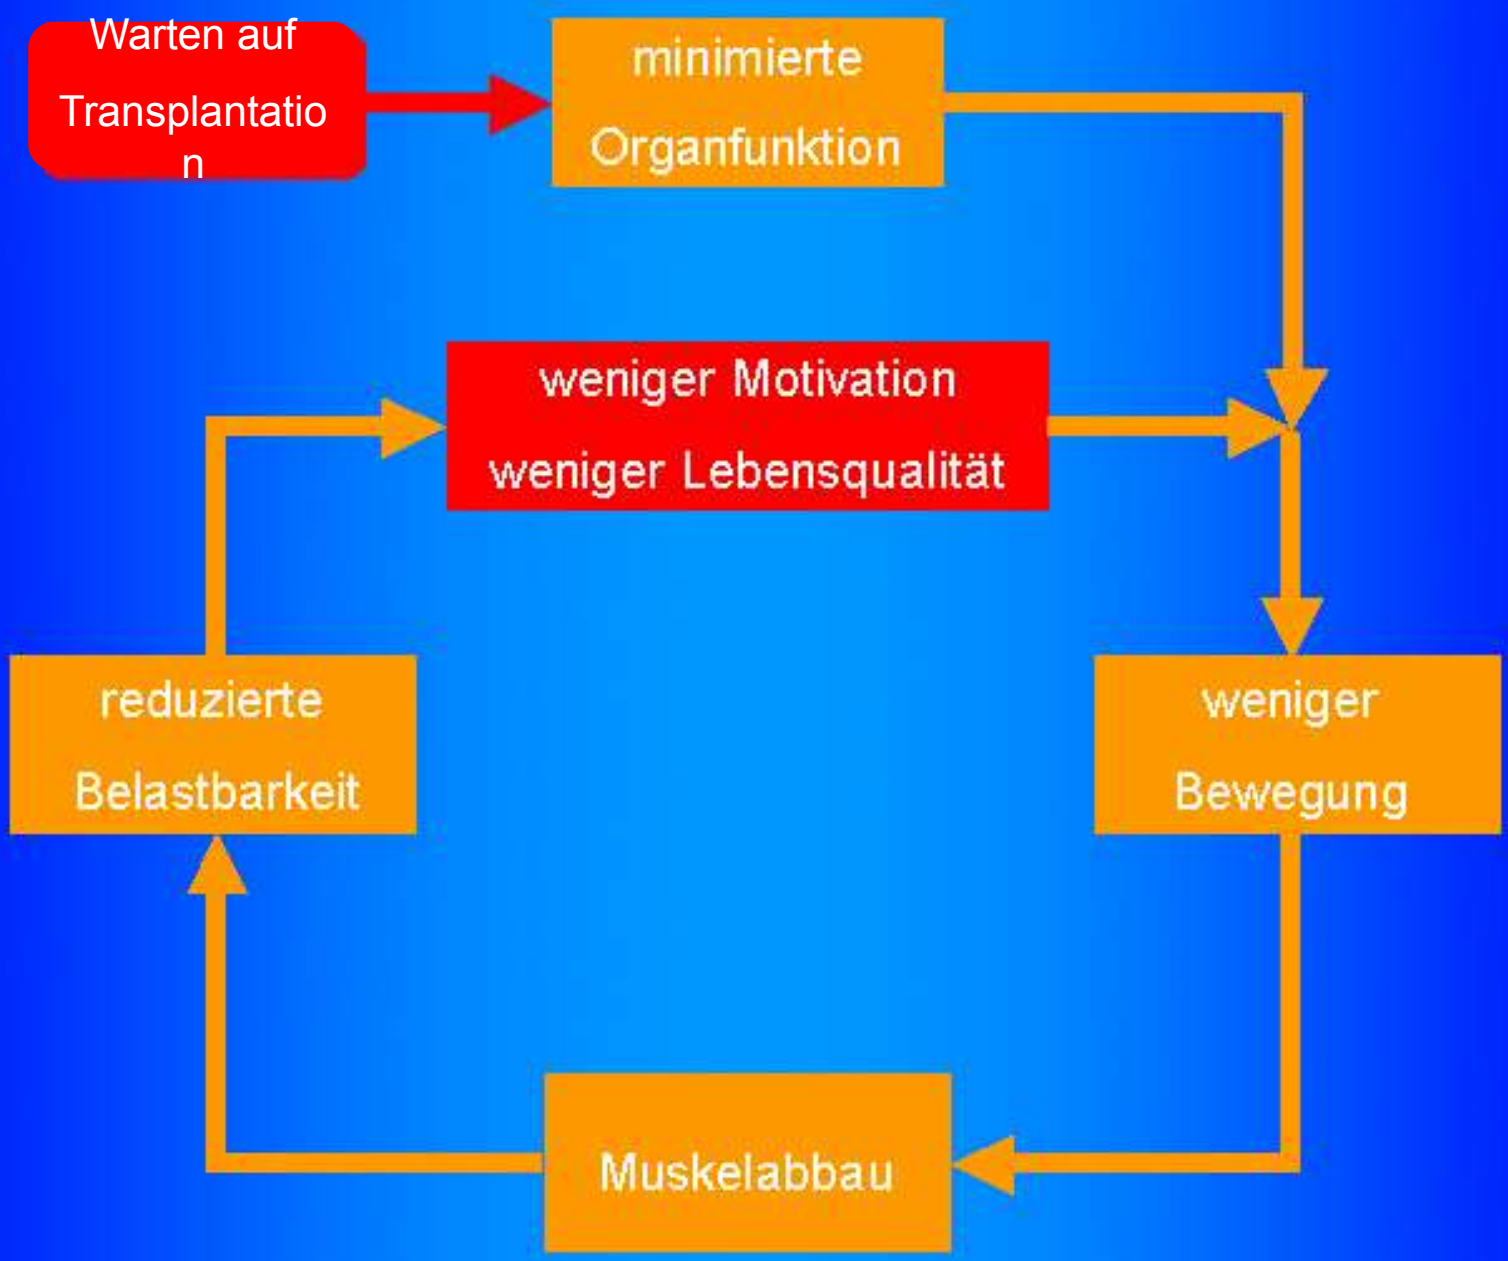 Warten auf
Transplantatio
n
minimierte
Organfunktion
weniger Motivation
weniger Lebensqualität
reduzierte
Belastbarkeit
weniger
Bewegung
Muskelabbau